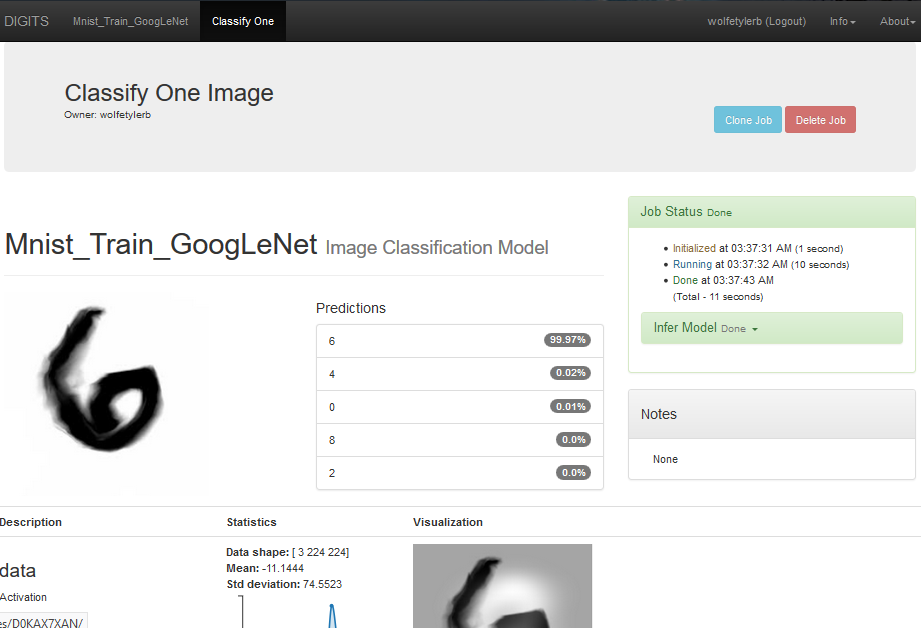 DIGITS Mnist_Train_GoogLeNet Classify One wolfetylerb (Logout) Info About
Classify One Image
Owner: wolfetylerb
Clone Job Delete Job
Mnist_Train_GoogLeNet Image Classification Model
6
Predictions
6 99.97%
4 0.02%
0 0.01%
8 0.0%
2 0.0%
Job Status Done
Initialized at 03:37:31 AM (1 second)
Running at 03:37:32 AM (10 seconds)
Done at 03:37:43 AM
(Total - 11 seconds)
Infer Model Done
Notes
None
Description Statistics Visualization
data
Activation
es/D0KAX7XAN/
Data shape: [ 3 224 224]
Mean: -11.1444
Std deviation: 74.5523